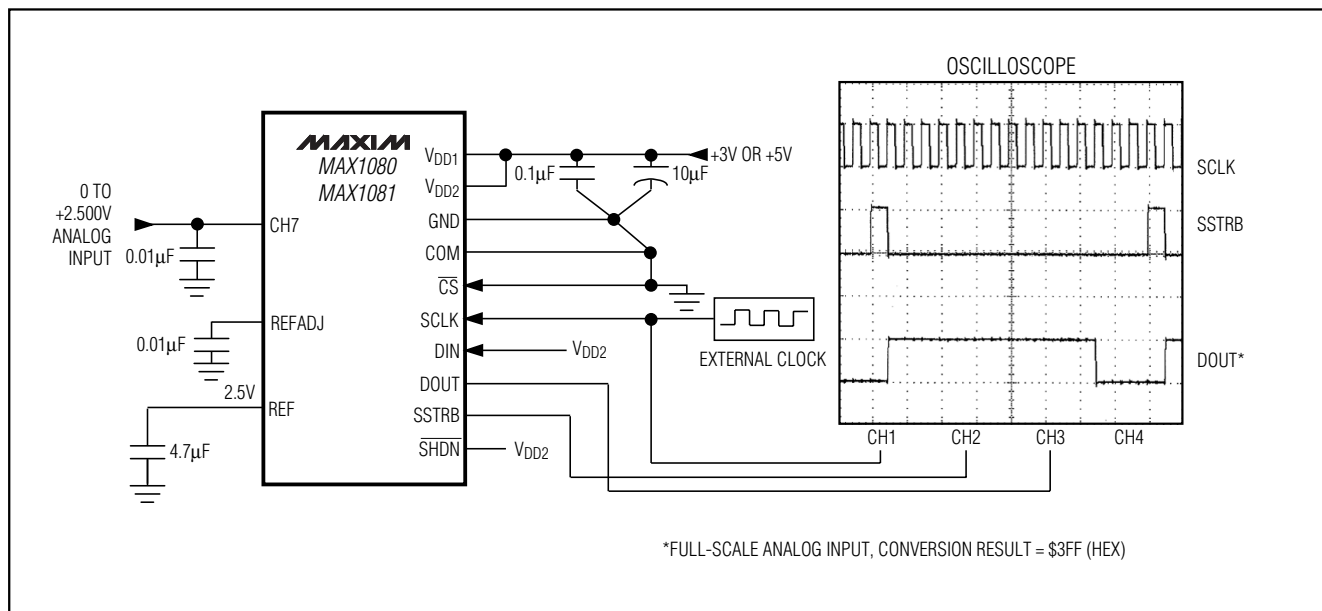 OSCILLOSCOPE
MAXIM
MAX1080
MAX1081
0 TO
+2.500V
ANALOG
INPUT
0.01µF
CH7
REFADJ
0.01µF
2.5V
REF
4.7µF
VDD1
VDD2
GND
COM
CS
SCLK
DIN
DOUT
SSTRB
SHDN
0.1µF
10µF
+3V OR +5V
VDD2
VDD2
EXTERNAL CLOCK
SCLK
SSTRB
DOUT*
CH1 CH2 CH3 CH4
*FULL-SCALE ANALOG INPUT, CONVERSION RESULT = $3FF (HEX)